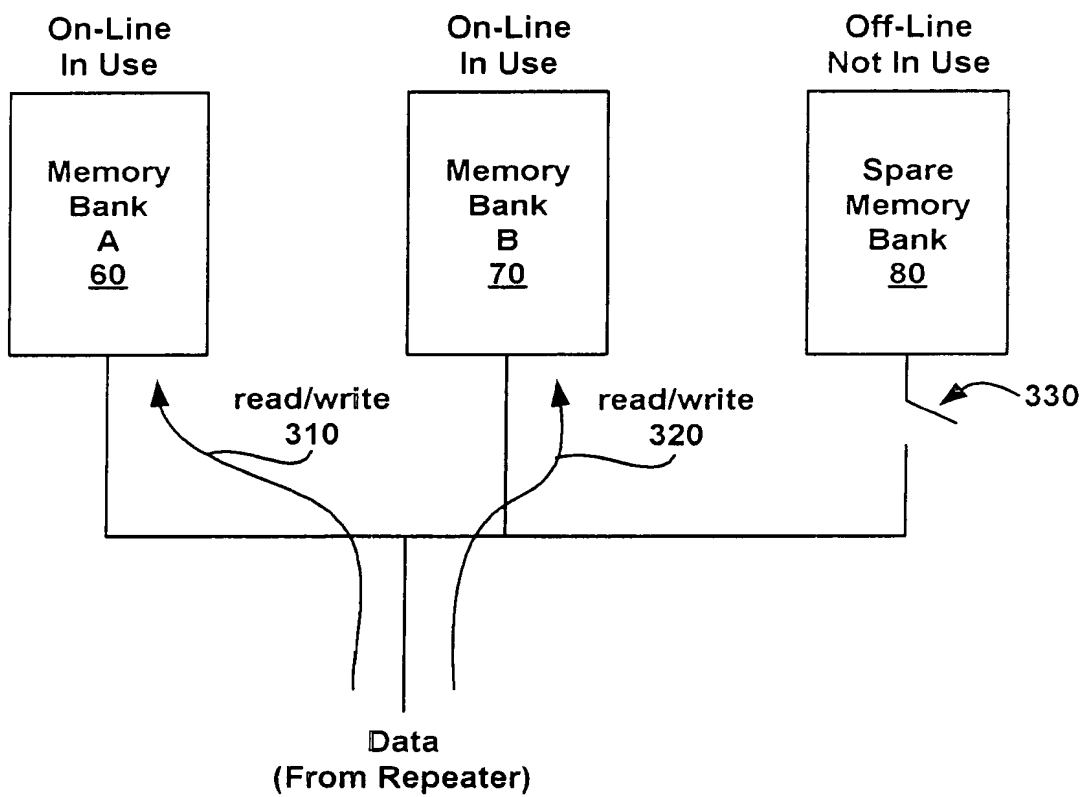 On-Line
In Use
On-Line
In Use
Off-Line
Not In Use
Memory
Bank
A
60
Memory
Bank
B
70
Spare
Memory
Bank
80
read/write
310
read/write
320
330
Data
(From Repeater)